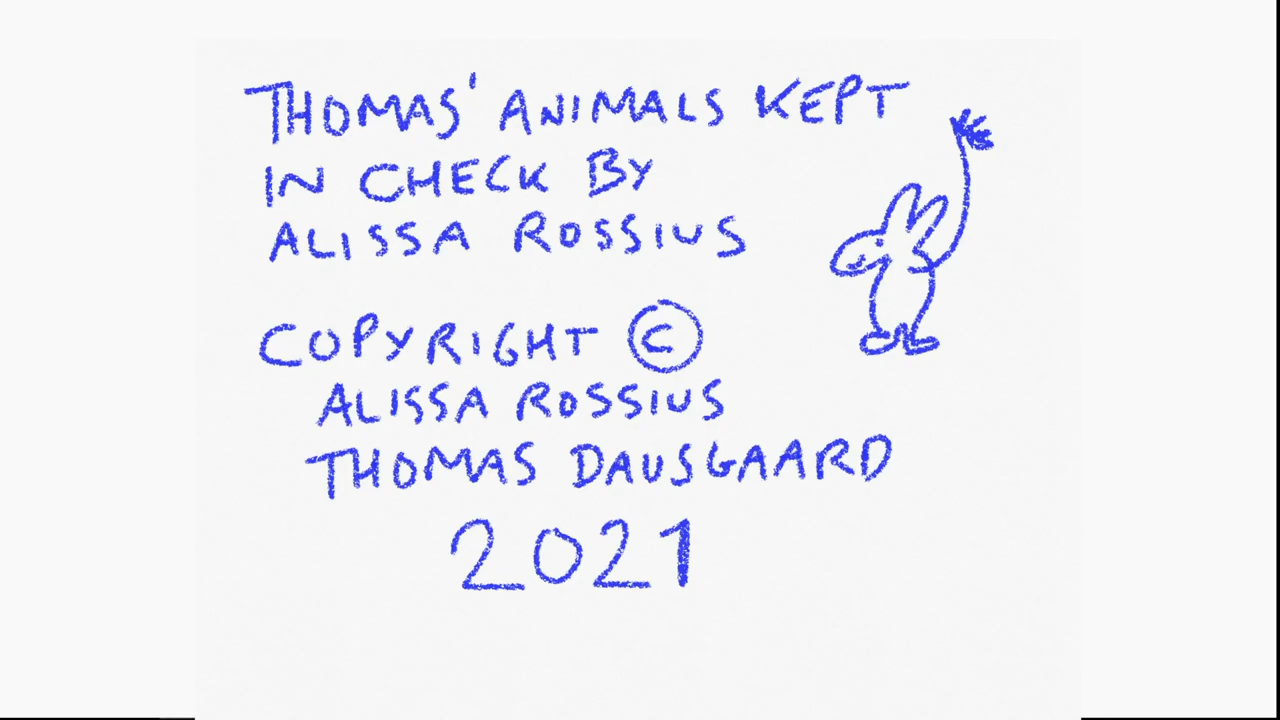 THOMAS' ANIMALS KEPT
IN CHECK BY
ALISSA ROSSIUS
COPYRIGHT ©
ALISSA ROSSIUS
THOMAS DAUSGAARD
2021